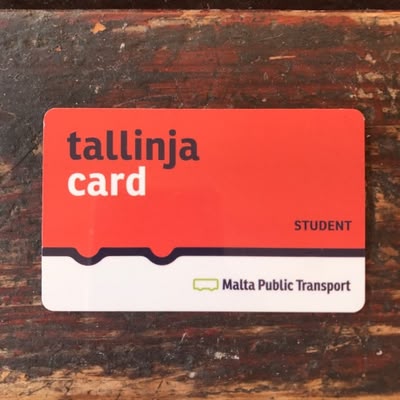 tallinja
card
STUDENT
Malta Public Transport